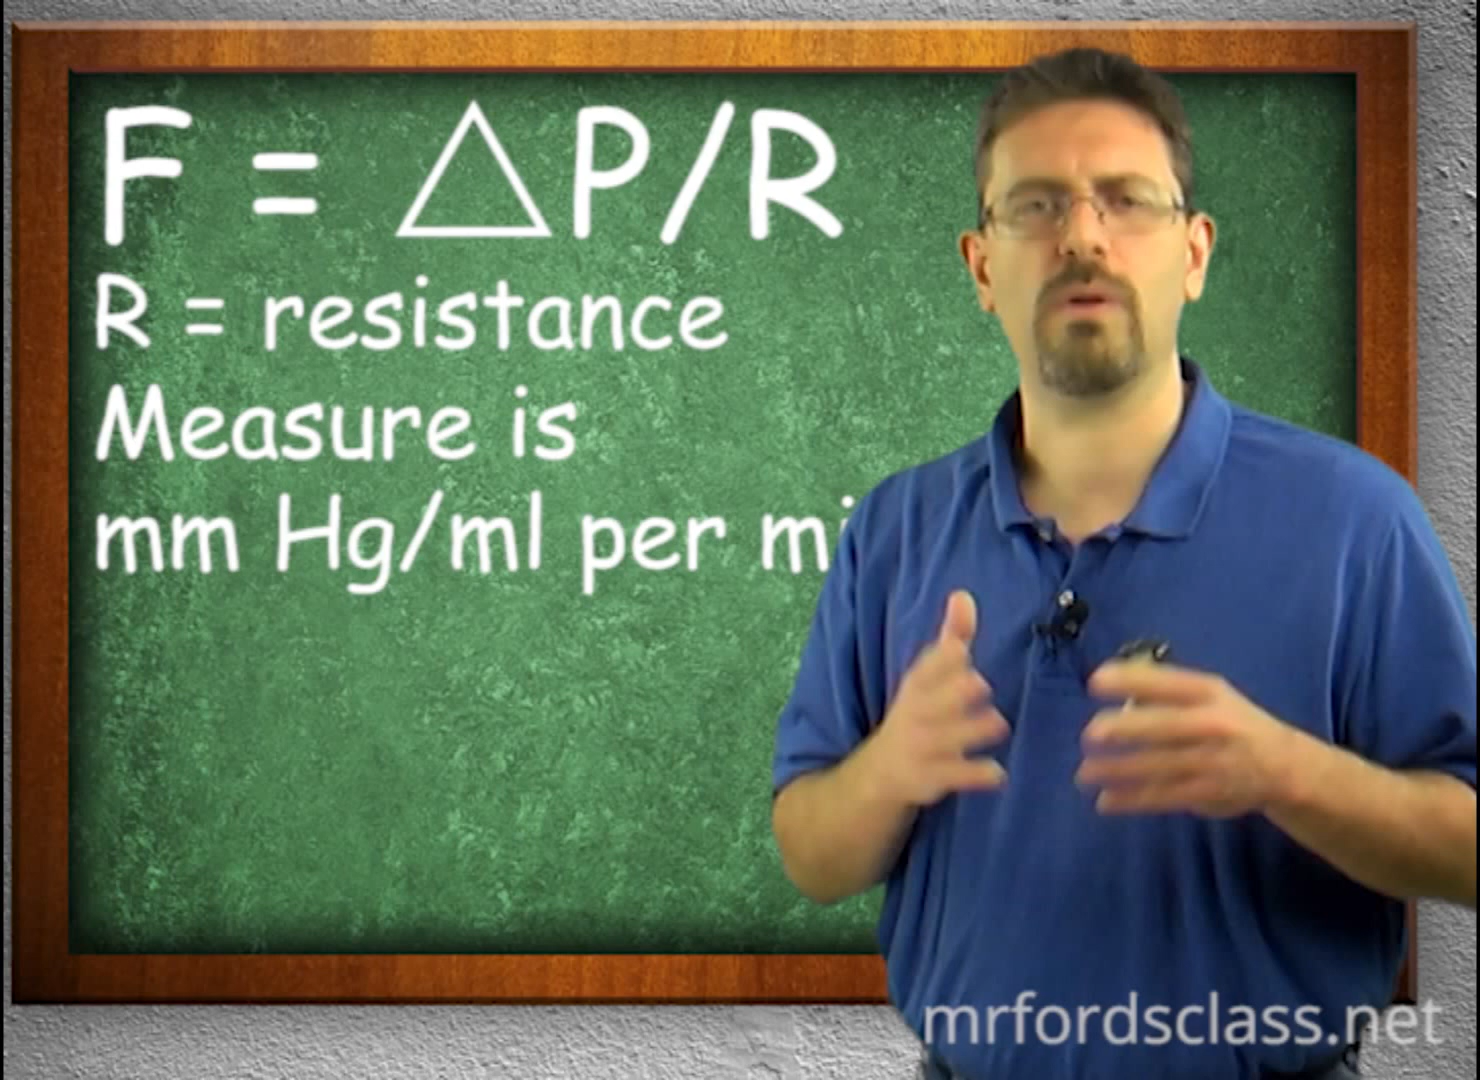 F = △P/R
R = resistance
Measure is
mm Hg/ml per
mrfordsclass.net